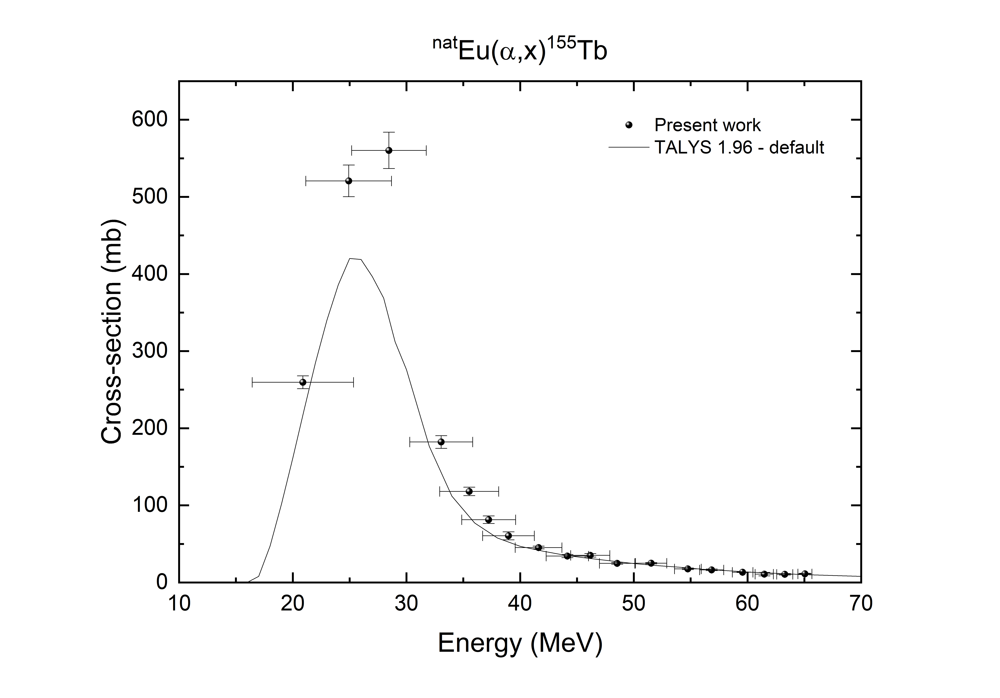 natEu(α,x)155Tb
Present work
TALYS 1.96 - default
Cross-section (mb)
600
500
400
300
200
100
0
10 20 30 40 50 60 70
Energy (MeV)